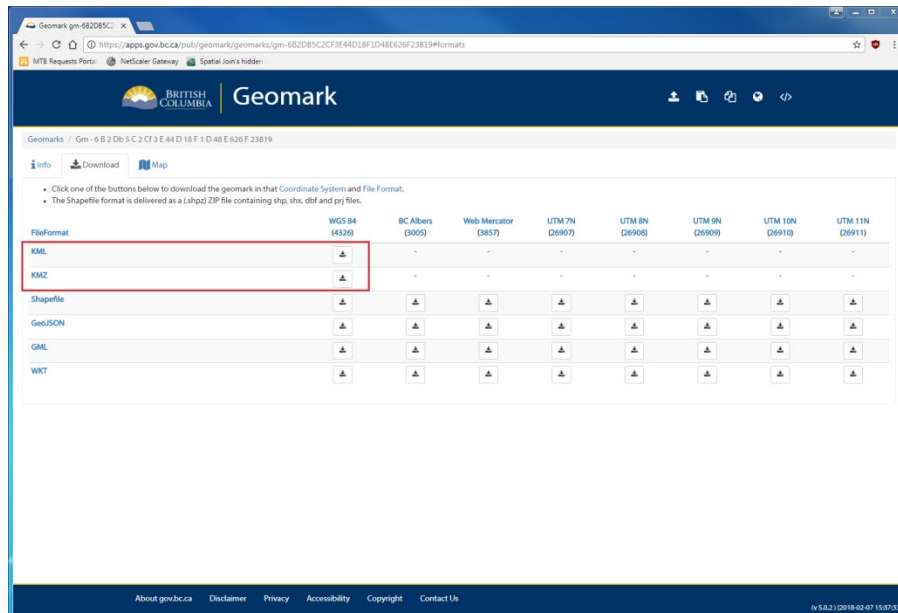 Geomark gm-6B2DB5C2
https://apps.gov.bc.ca/pub/geomark/geomarks/gm-6B2DB5C2CF3E44D18F1D48E626F23819#formats
MTB Requests Portal NetScaler Gateway Spatial Join's hidden
BRITISH COLUMBIA Geomark
Geomarks / Gm - 6 B 2 Db 5 C 2 Cf 3 E 44 D 18 F 1 D 48 E 626 F 23819
Info Download Map
• Click one of the buttons below to download the geomark in that Coordinate System and File Format.
• The Shapefile format is delivered as a (.shpz) ZIP file containing shp, shx, dbf and prj files.
FileFormat WGS 84 (4326) BC Albers (3005) Web Mercator (3857) UTM 7N (26907) UTM 8N (26908) UTM 9N (26909) UTM 10N (26910) UTM 11N (26911)
KML - - - - - - -
KMZ - - - - - - -
Shapefile
GeoJSON
GML
WKT
About gov.bc.ca Disclaimer Privacy Accessibility Copyright Contact Us
(v 5.0.2) (2018-02-07 15:37:3